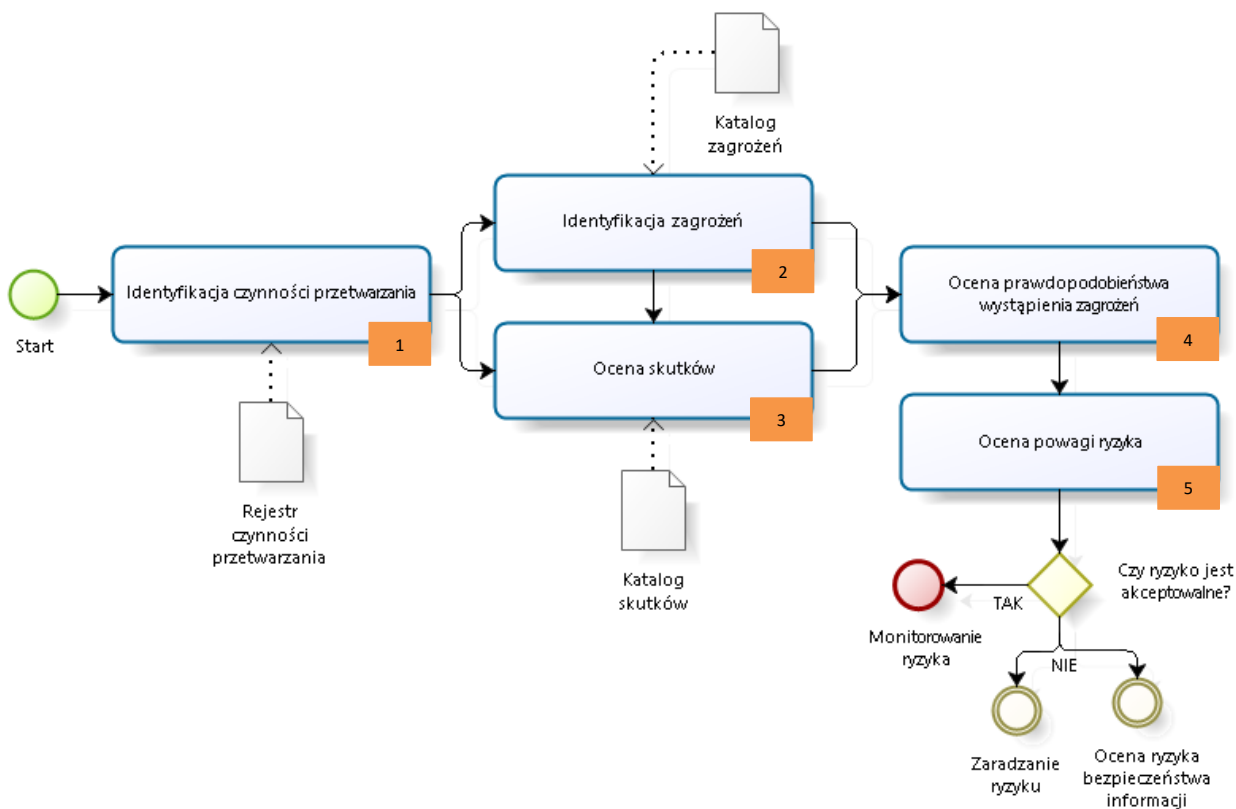 Katalog
zagrożeń
Identyfikacja zagrożeń
2
Start
Identyfikacja czynności przetwarzania
1
Ocena skutków
3
Ocena prawdopodobieństwa
wystąpienia zagrożeń
4
Rejestr
czynności
przetwarzania
Katalog
skutków
Ocena powagi ryzyka
5
Czy ryzyko jest
akceptowalne?
TAK
Monitorowanie
ryzyka
NIE
Zaradzanie
ryzyku
Ocena ryzyka
bezpieczeństwa
informacji